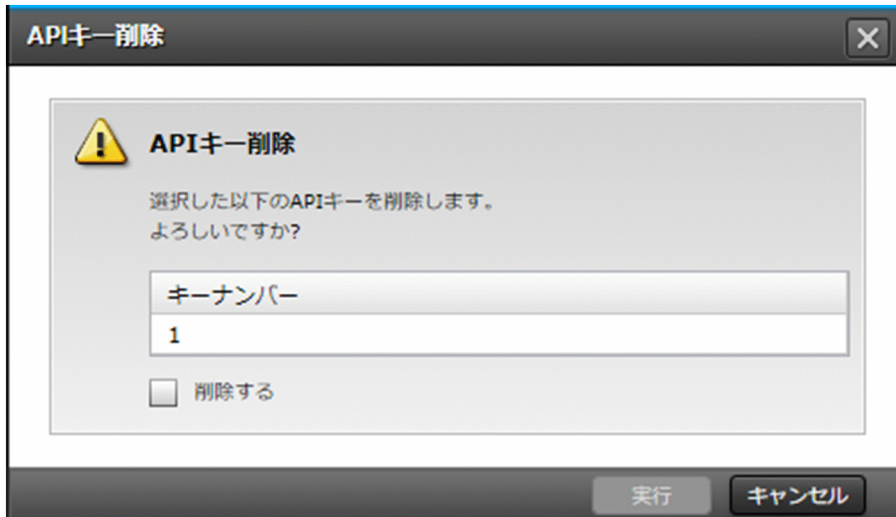 APIキー削除
APIキー削除
選択した以下のAPIキーを削除します。
よろしいですか?
キーナンバー
1
削除する
実行 キャンセル